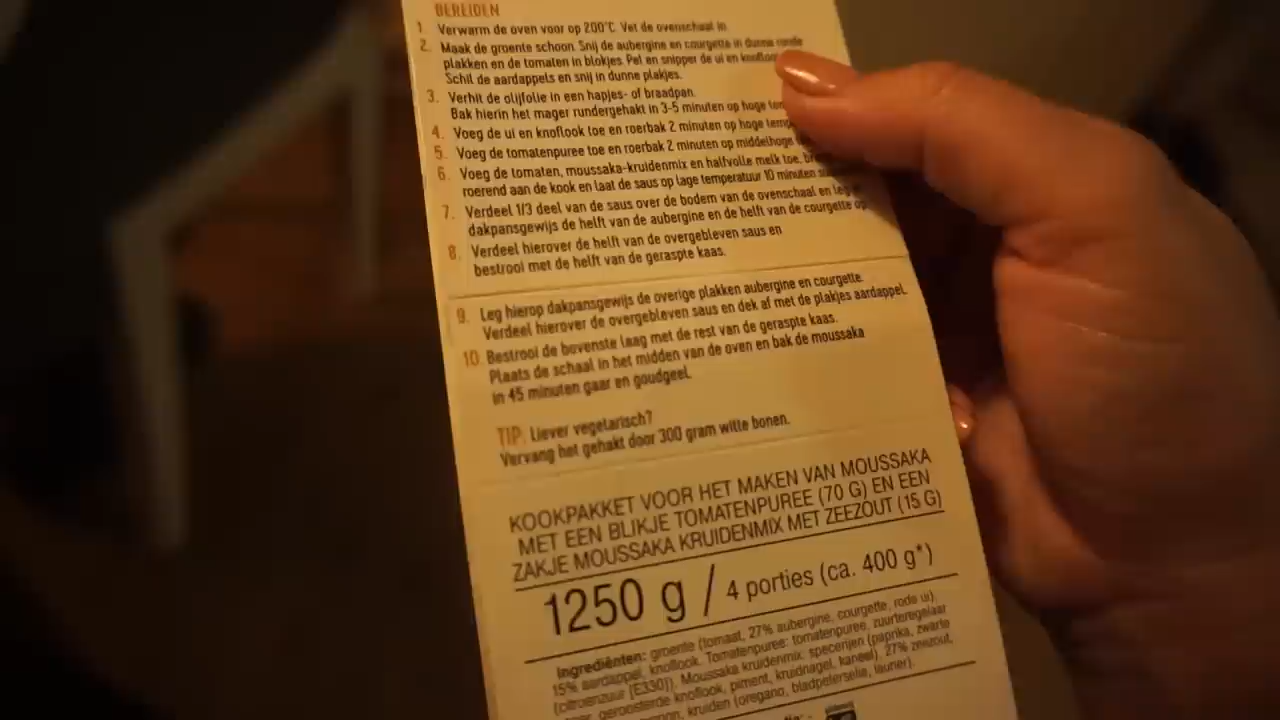 BEREIDEN
1. Verwarm de oven voor op 200°C. Vet de ovenschaal in.
2. Maak de groente schoon. Snij de aubergine en courgette in dunne ronde
plakken en de tomaten in blokjes. Pel en snipper de ui en
Schil de aardappels en snij in dunne plakjes.
3. Verhit de olijfolie in een hapjes- of braadpan.
Bak hierin het mager rundergehakt in 3-5 minuten op hoge
4. Voeg de ui en knoflook toe en roerbak 2 minuten op hoge
5. Voeg de tomatenpuree toe en roerbak 2 minuten op middelhoge
6. Voeg de tomaten, moussaka-kruidenmix en halfvolle melk toe,
roerend aan de kook en laat de saus op lage temperatuur 10 minuten
7. Verdeel 1/3 deel van de saus over de bodem van de ovenschaal en leg
dakpansgewijs de helft van de aubergine en de helft van de courgette op
8. Verdeel hierover de helft van de overgebleven saus en
bestrooi met de helft van de geraspte kaas.
9. Leg hierop dakpansgewijs de overige plakken aubergine en courgette.
Verdeel hierover de overgebleven saus en dek af met de plakjes aardappel.
10. Bestrooi de bovenste laag met de rest van de geraspte kaas.
Plaats de schaal in het midden van de oven en bak de moussaka
in 45 minuten gaar en goudgeel.
TIP: Liever vegetarisch?
Vervang het gehakt door 300 gram witte bonen.
KOOKPAKKET VOOR HET MAKEN VAN MOUSSAKA
MET EEN BLIKJE TOMATENPUREE (70 G) EN EEN
ZAKJE MOUSSAKA KRUIDENMIX MET ZEEZOUT (15 G)
1250 g / 4 porties (ca. 400 g*)
Ingrediënten: groente (tomaat, 27% aubergine, courgette, rode ui),
15% aardappel, knoflook. Tomatenpuree: tomatenpuree, zuurteregelaar
(citroenzuur [E330]). Moussaka kruidenmix: specerijen (paprika, zwarte
geroosterde knoflook, piment, kruidnagel, kaneel), 27% zeezout,
kruiden (oregano, bladpeterselie, laurier).